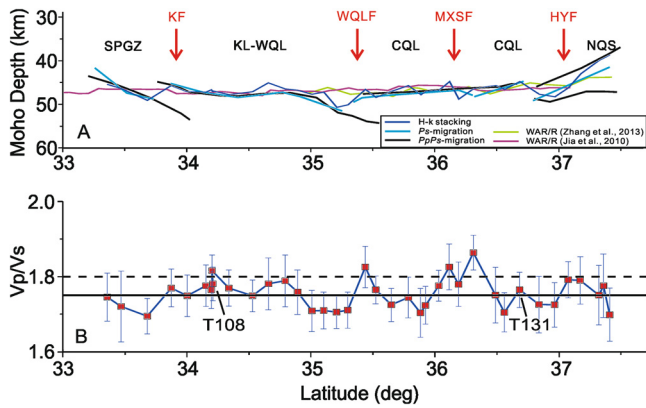 KF WQLF MXSF HYF
SPGZ KL-WQL CQL CQL NQS
Moho Depth (km)
30
40
50
60
A
H-k stacking
Ps-migration
PpPs-migration
WAR/R (Zhang et al., 2013)
WAR/R (Jia et al., 2010)
33 34 35 36 37
Vp/Vs
2.0
1.8
1.6
B
T108
T131
33 34 35 36 37
Latitude (deg)